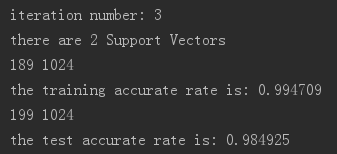 iteration number: 3
there are 2 Support Vectors
189 1024
the training accurate rate is: 0.994709
199 1024
the test accurate rate is: 0.984925